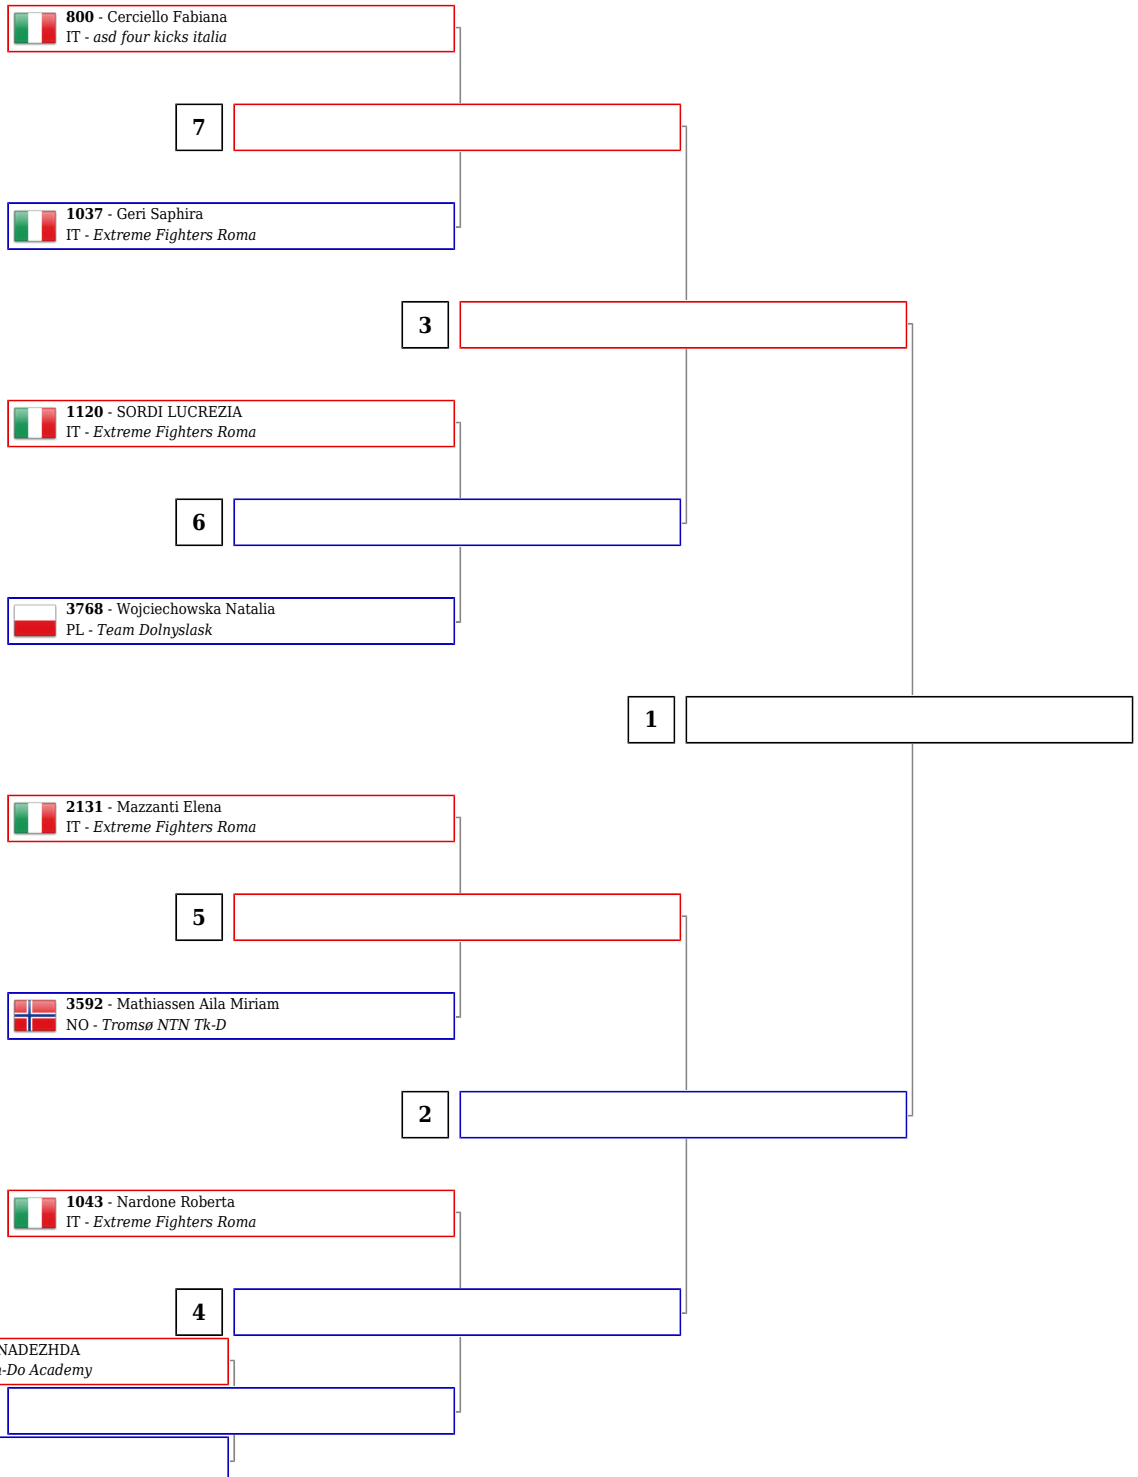 800 - Cerciello Fabiana
IT - asd four kicks italia
7
1037 - Geri Saphira
IT - Extreme Fighters Roma
3
1120 - SORDI LUCREZIA
IT - Extreme Fighters Roma
6
3768 - Wojciechowska Natalia
PL - Team Dolnyslask
1
2131 - Mazzanti Elena
IT - Extreme Fighters Roma
5
3592 - Mathiassen Aila Miriam
NO - Tromsø NTN Tk-D
2
1043 - Nardone Roberta
IT - Extreme Fighters Roma
4
NADEZHDA
-Do Academy